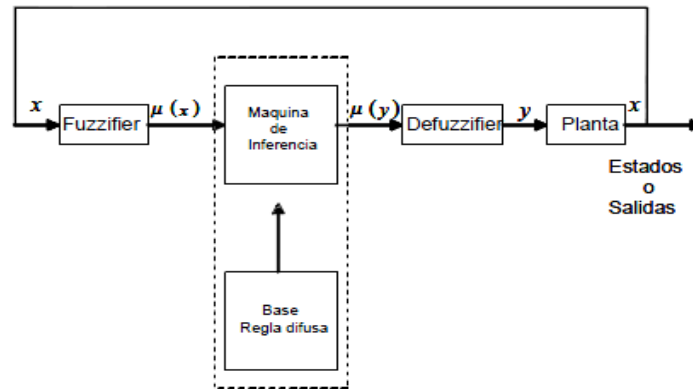 x
Fuzzifier
μ (x)
Maquina
de
Inferencia
μ (y)
Defuzzifier
y
Planta
x
Estados
o
Salidas
Base
Regla difusa